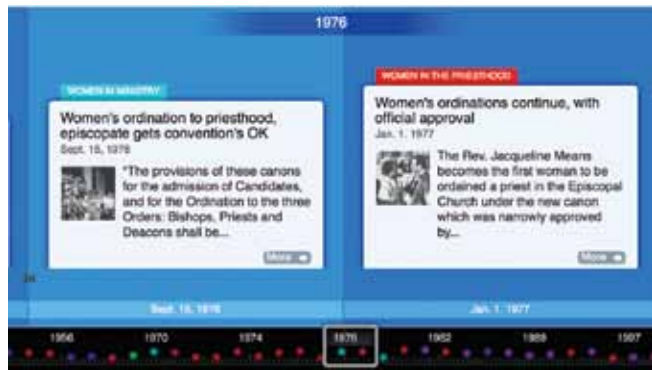 1976
WOMEN IN MINISTRY
Women's ordination to priesthood,
episcopate gets convention's OK
Sept. 15, 1976
"The provisions of these canons
for the admission of Candidates,
and for the Ordination to the three
Orders: Bishops, Priests and
Deacons shall be...
More
Sept. 15, 1976
WOMEN IN THE PRIESTHOOD
Women's ordinations continue, with
official approval
Jan. 1, 1977
The Rev. Jacqueline Means
becomes the first woman to be
ordained a priest in the Episcopal
Church under the new canon
which was narrowly approved
by...
More
Jan. 1, 1977
1956 1970 1974 1976 1982 1989 1997